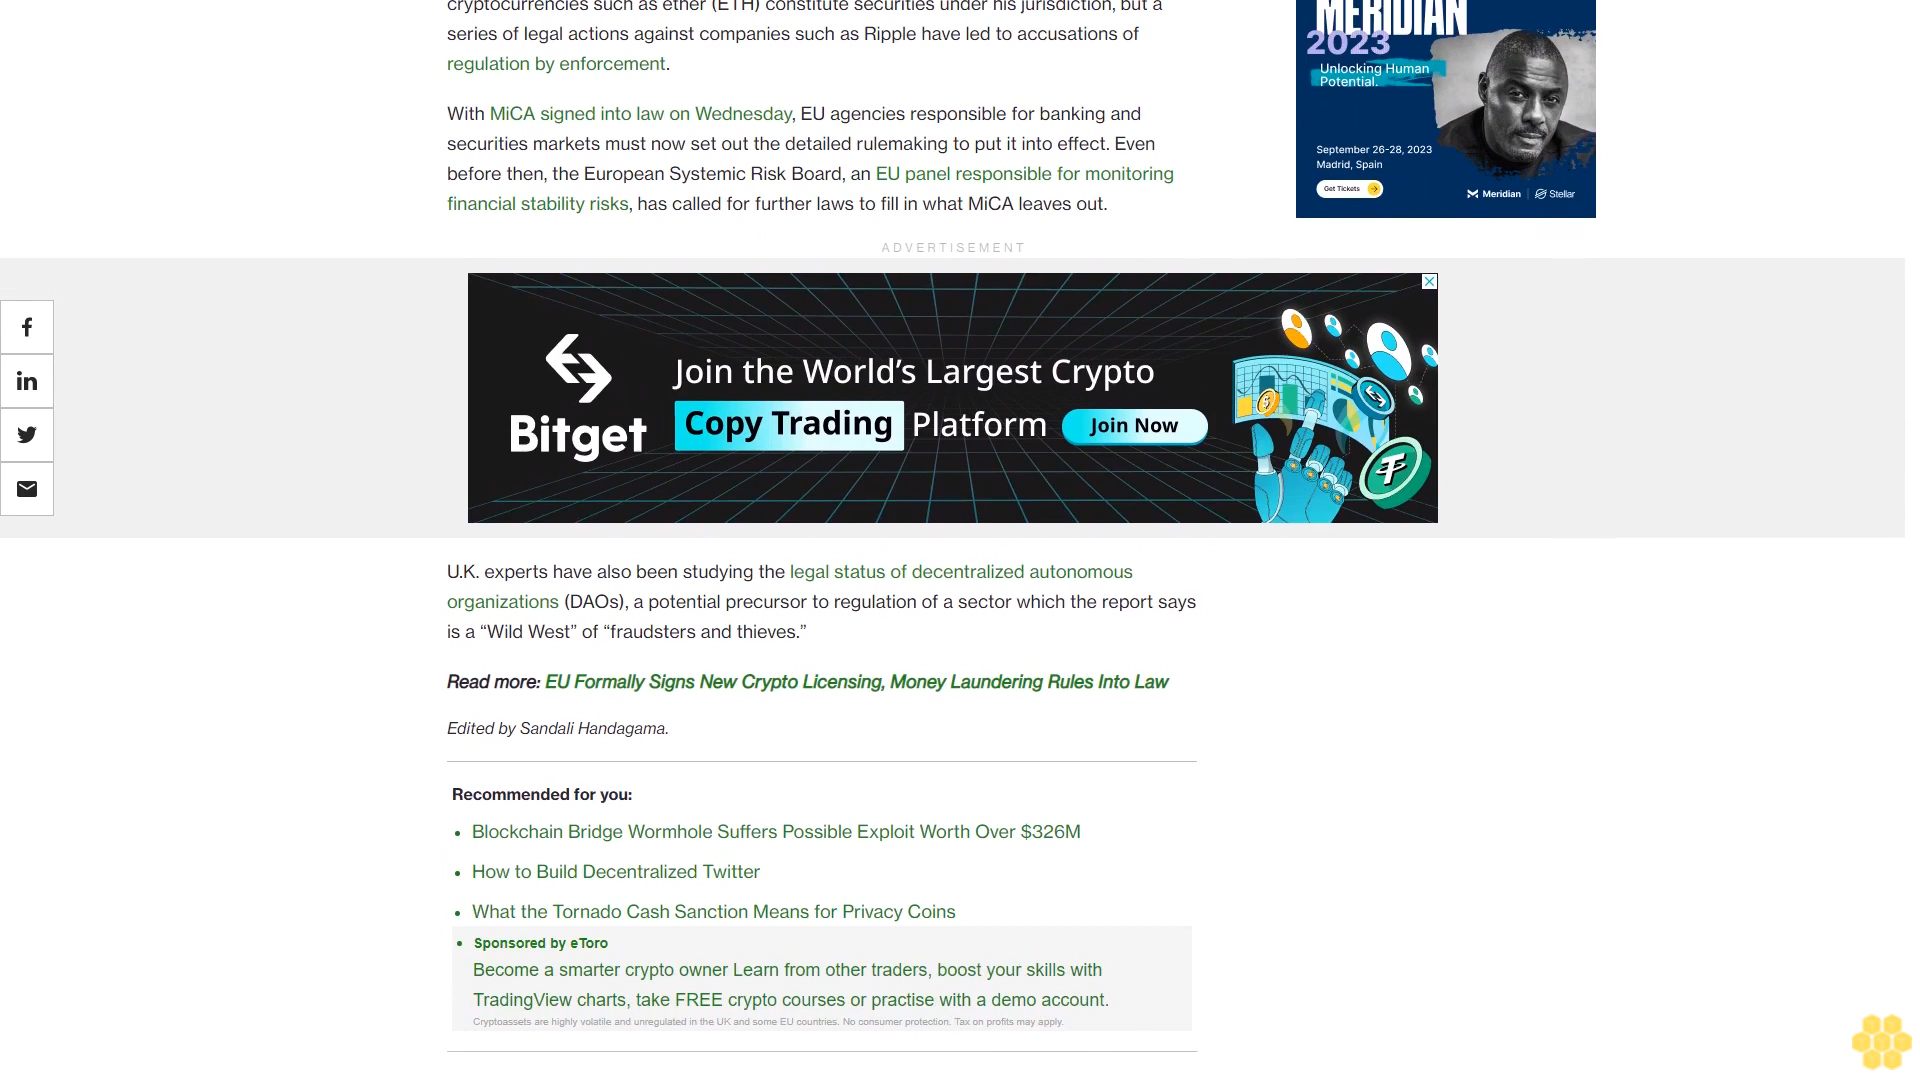 cryptocurrencies such as ether (ETH) constitute securities under his jurisdiction, but a
series of legal actions against companies such as Ripple have led to accusations of
regulation by enforcement.
With MiCA signed into law on Wednesday, EU agencies responsible for banking and
securities markets must now set out the detailed rulemaking to put it into effect. Even
before then, the European Systemic Risk Board, an EU panel responsible for monitoring
financial stability risks, has called for further laws to fill in what MiCA leaves out.
MERIDIAN
2023
Unlocking Human
Potential.
September 26-28, 2023
Madrid, Spain
Get Tickets
Meridian
Stellar
ADVERTISEMENT
Bitget
Join the World's Largest Crypto
Copy Trading Platform
Join Now
U.K. experts have also been studying the legal status of decentralized autonomous
organizations (DAOs), a potential precursor to regulation of a sector which the report says
is a “Wild West” of “fraudsters and thieves.”
Read more: EU Formally Signs New Crypto Licensing, Money Laundering Rules Into Law
Edited by Sandali Handagama.
Recommended for you:
• Blockchain Bridge Wormhole Suffers Possible Exploit Worth Over $326M
• How to Build Decentralized Twitter
• What the Tornado Cash Sanction Means for Privacy Coins
• Sponsored by eToro
Become a smarter crypto owner Learn from other traders, boost your skills with
TradingView charts, take FREE crypto courses or practise with a demo account.
Cryptoassets are highly volatile and unregulated in the UK and some EU countries. No consumer protection. Tax on profits may apply.